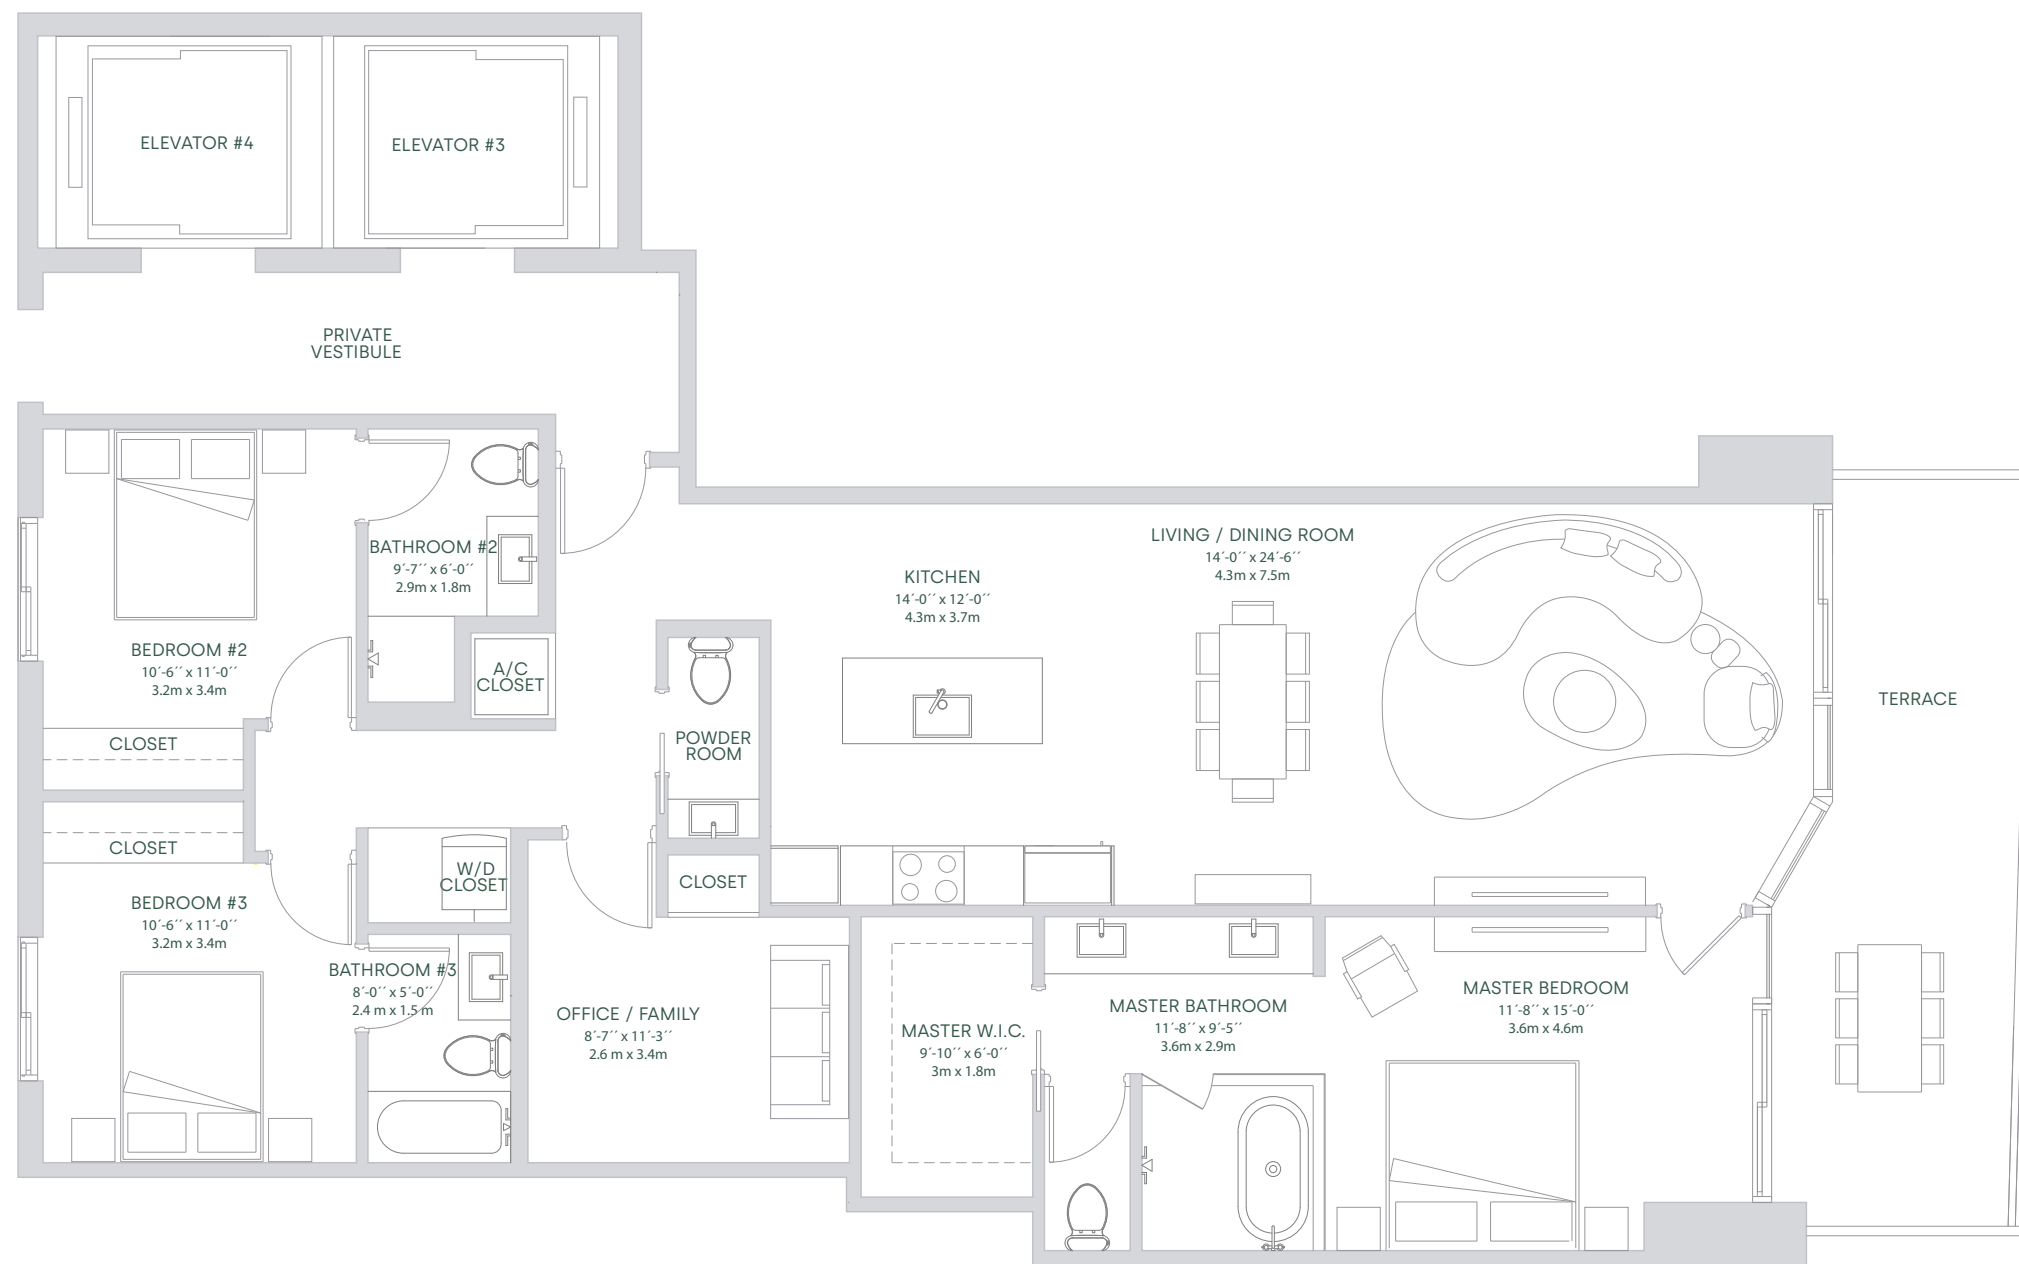 ELEVATOR #4
ELEVATOR #3
PRIVATE
VESTIBULE
BATHROOM #2
9´-7´´ x 6´-0´´
2.9m x 1.8m
LIVING / DINING ROOM
14´-0´´ x 24´-6´´
4.3m x 7.5m
KITCHEN
14´-0´´ x 12´-0´´
4.3m x 3.7m
BEDROOM #2
10´-6´´ x 11´-0´´
3.2m x 3.4m
A/C
CLOSET
TERRACE
CLOSET
POWDER
ROOM
CLOSET
W/D
CLOSET
CLOSET
BEDROOM #3
10´-6´´ x 11´-0´´
3.2m x 3.4m
BATHROOM #3
8´-0´´ x 5´-0´´
2.4 m x 1.5 m
OFFICE / FAMILY
8´-7´´ x 11´-3´´
2.6 m x 3.4m
MASTER W.I.C.
9´-10´´ x 6´-0´´
3m x 1.8m
MASTER BATHROOM
11´-8´´ x 9´-5´´
3.6m x 2.9m
MASTER BEDROOM
11´-8´´ x 15´-0´´
3.6m x 4.6m